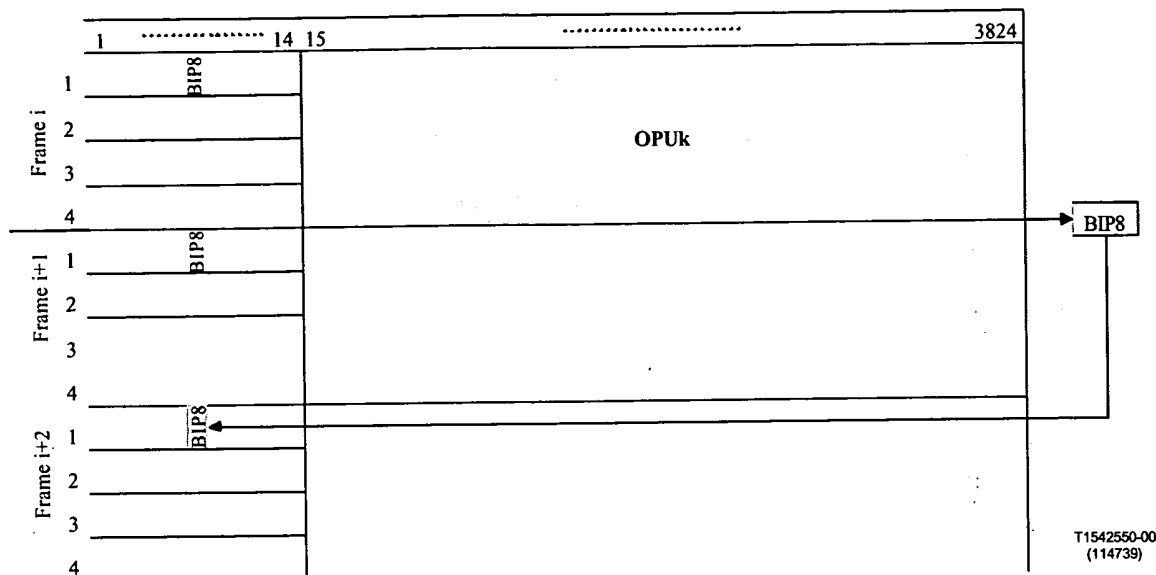 1 14 15 3824
Frame i
1 BIP8
2 OPUk
3
4
BIP8
Frame i+1
1 BIP8
2
3
4
Frame i+2
1 BIP8
2
3
4
T1542550-00
(114739)